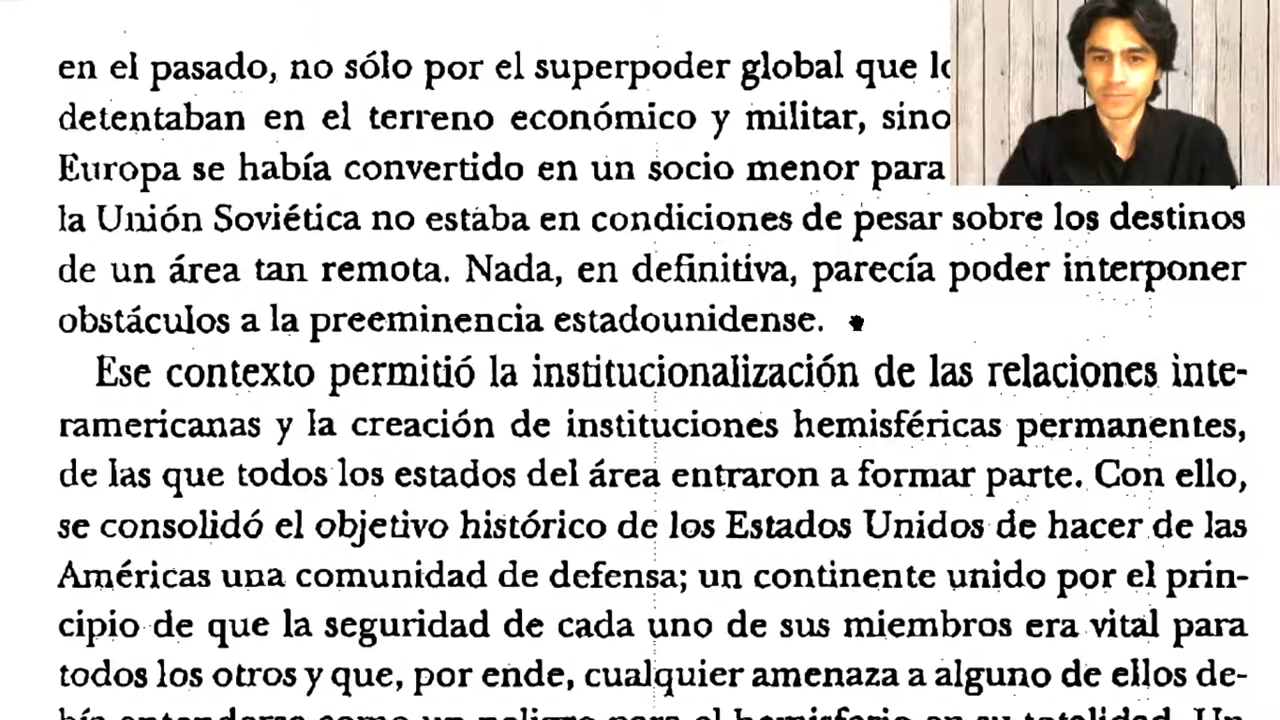 en el pasado, no sólo por el superpoder global que
detentaban en el terreno económico y militar, sino
Europa se había convertido en un socio menor para
la Unión Soviética no estaba en condiciones de pesar sobre los destinos
de un área tan remota. Nada, en definitiva, parecía poder interponer
obstáculos a la preeminencia estadounidense.
Ese contexto permitió la institucionalización de las relaciones inte-
ramericanas y la creación de instituciones hemisféricas permanentes,
de las que todos los estados del área entraron a formar parte. Con ello,
se consolidó el objetivo histórico de los Estados Unidos de hacer de las
Américas una comunidad de defensa; un continente unido por el prin-
cipio de que la seguridad de cada uno de sus miembros era vital para
todos los otros y que, por ende, cualquier amenaza a alguno de ellos de-